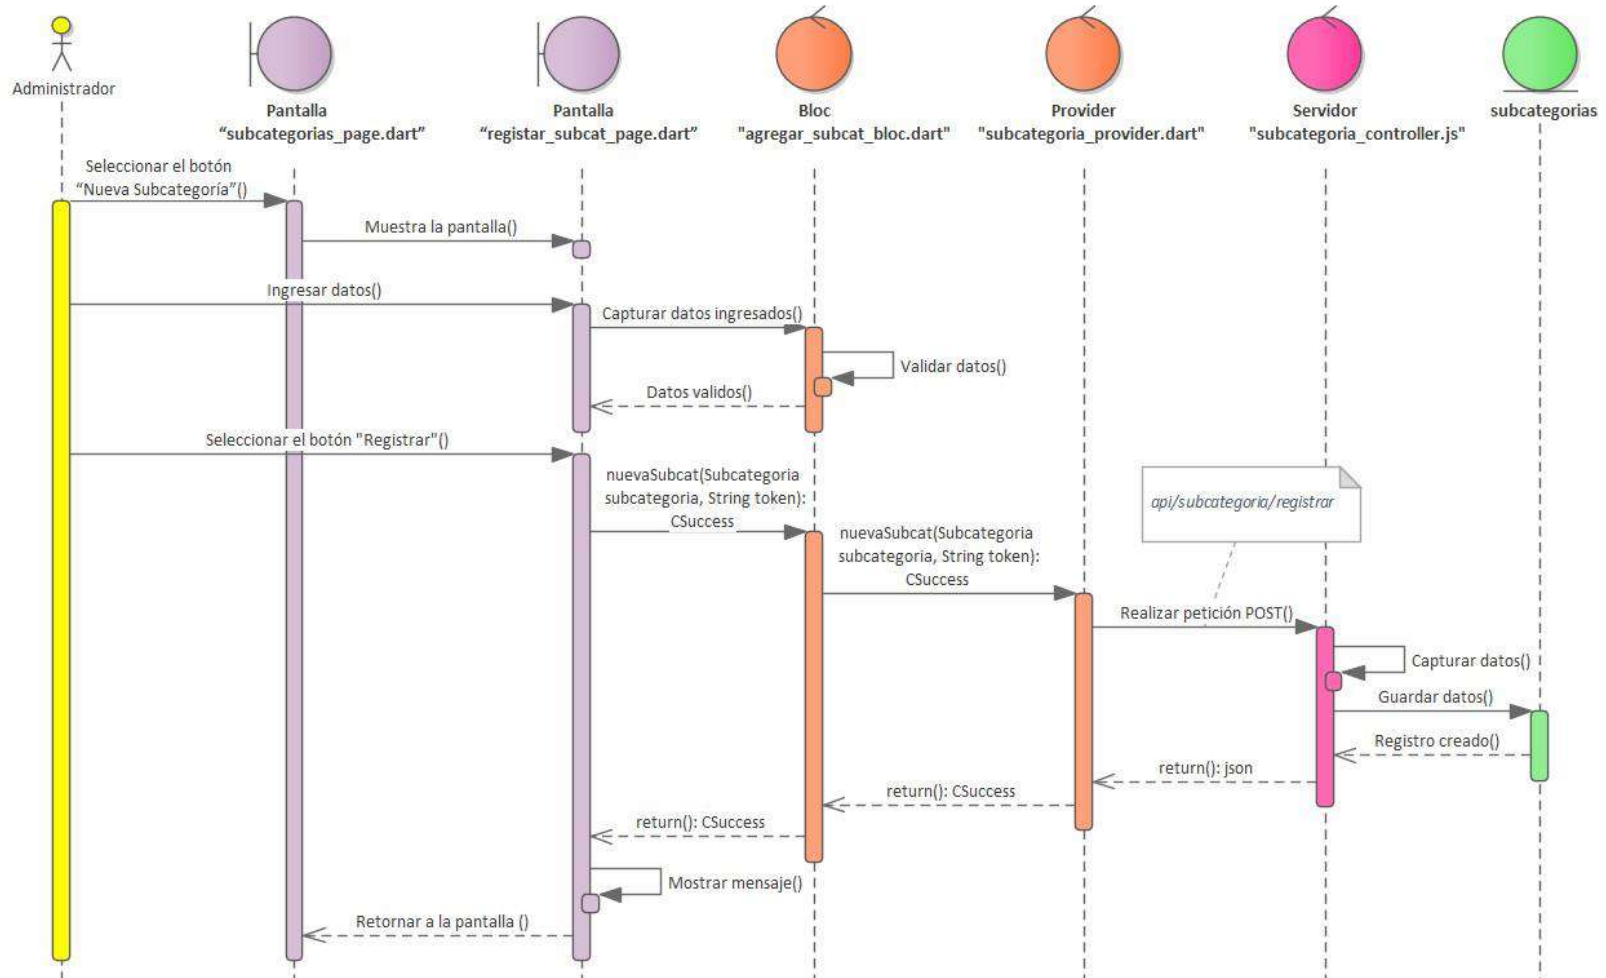 Administrador
Pantalla
“subcategorias_page.dart”
Pantalla
“registar_subcat_page.dart”
Bloc
"agregar_subcat_bloc.dart"
Provider
"subcategoria_provider.dart"
Servidor
"subcategoria_controller.js"
subcategorias
Seleccionar el botón
“Nueva Subcategoría”()
Muestra la pantalla()
Ingresar datos()
Capturar datos ingresados()
Validar datos()
Datos validos()
Seleccionar el botón "Registrar"()
nuevaSubcat(Subcategoria
subcategoria, String token):
CSuccess
api/subcategoria/registrar
nuevaSubcat(Subcategoria
subcategoria, String token):
CSuccess
Realizar petición POST()
Capturar datos()
Guardar datos()
Registro creado()
return(): json
return(): CSuccess
return(): CSuccess
Mostrar mensaje()
Retornar a la pantalla ()